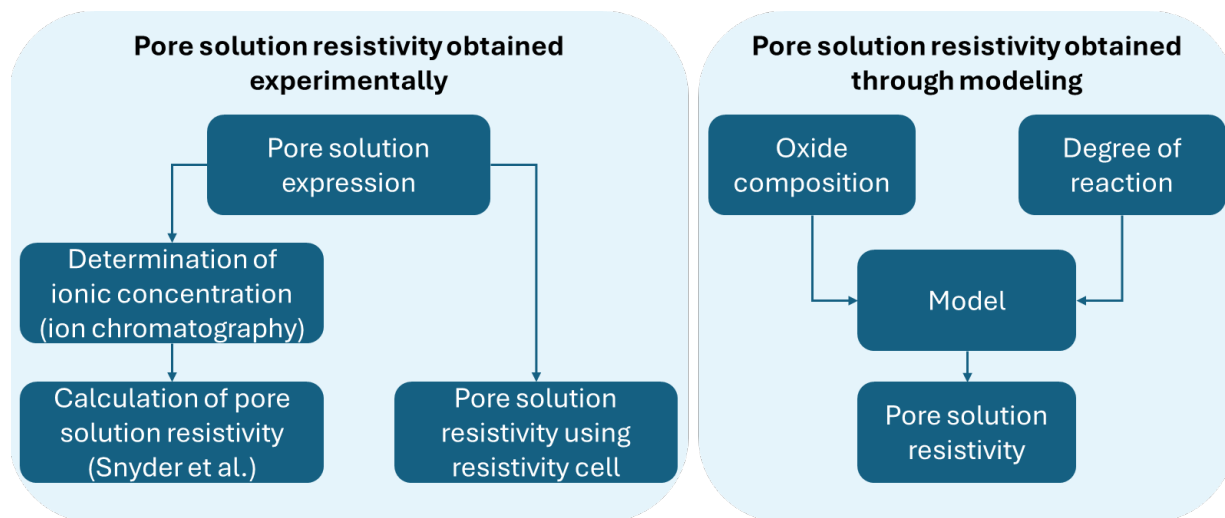 Pore solution resistivity obtained
experimentally
Pore solution
expression
Determination of
ionic concentration
(ion chromatography)
Calculation of pore
solution resistivity
(Snyder et al.)
Pore solution
resistivity using
resistivity cell
Pore solution resistivity obtained
through modeling
Oxide
composition
Degree of
reaction
Model
Pore solution
resistivity